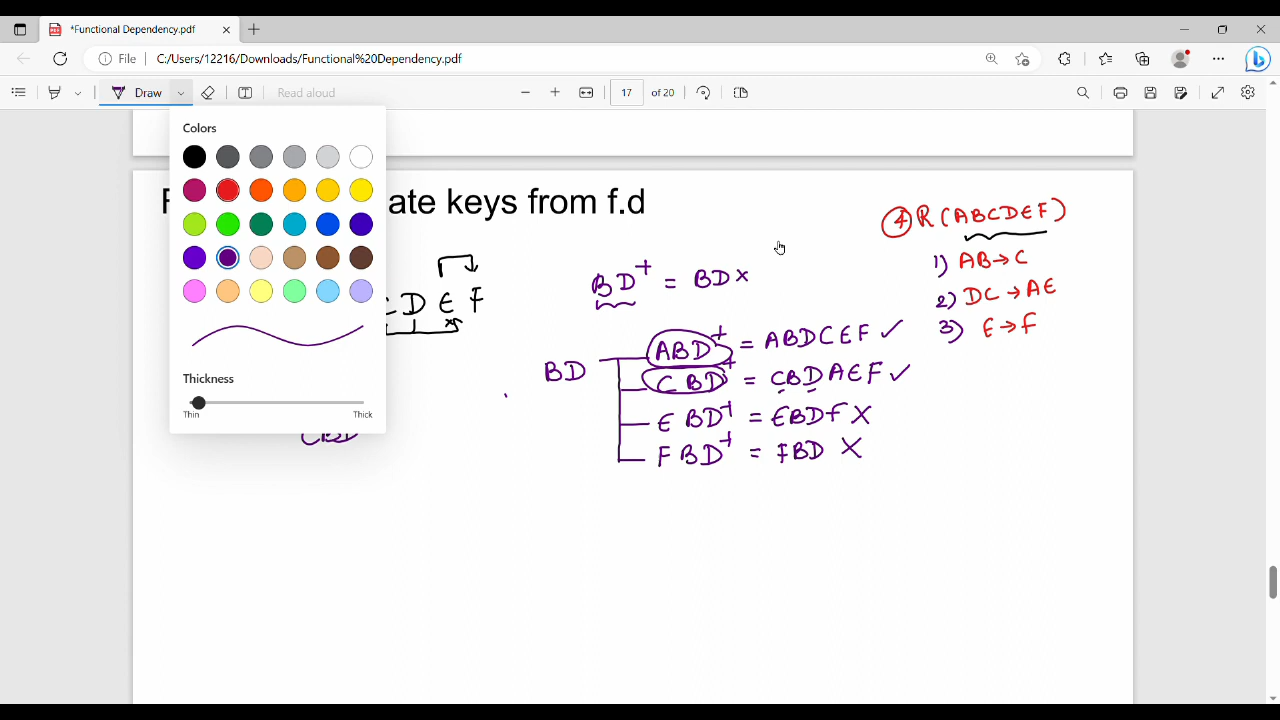 *Functional Dependency.pdf
File C:/Users/12216/Downloads/Functional%20Dependency.pdf
Draw Read aloud 17 of 20
Colors
Thickness
Thin Thick
F ate keys from f.d
④ R(ABCDEF)
1) AB→C
2) DC→AE
3) E→F
C D E F
BD+ = BD x
BD
ABD+ = ABDCEF ✓
CBD+ = CBDAEF ✓
EBD+ = EBDF X
FBD+ = FBD X
CBD